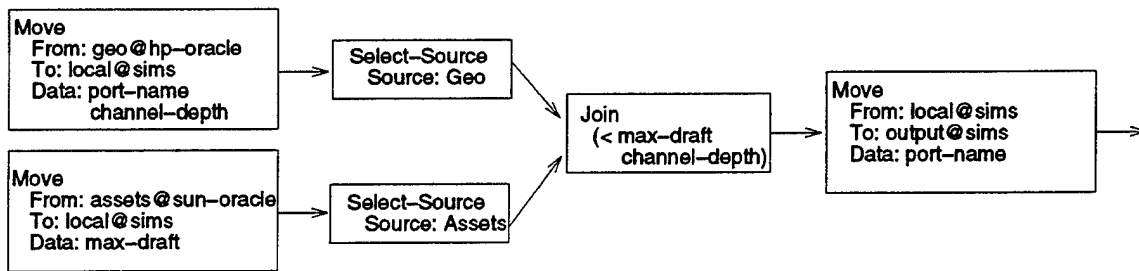 Move
From: geo@hp-oracle
To: local@sims
Data: port-name
channel-depth
Select-Source
Source: Geo
Move
From: assets@sun-oracle
To: local@sims
Data: max-draft
Select-Source
Source: Assets
Join
(< max-draft
channel-depth)
Move
From: local@sims
To: output@sims
Data: port-name